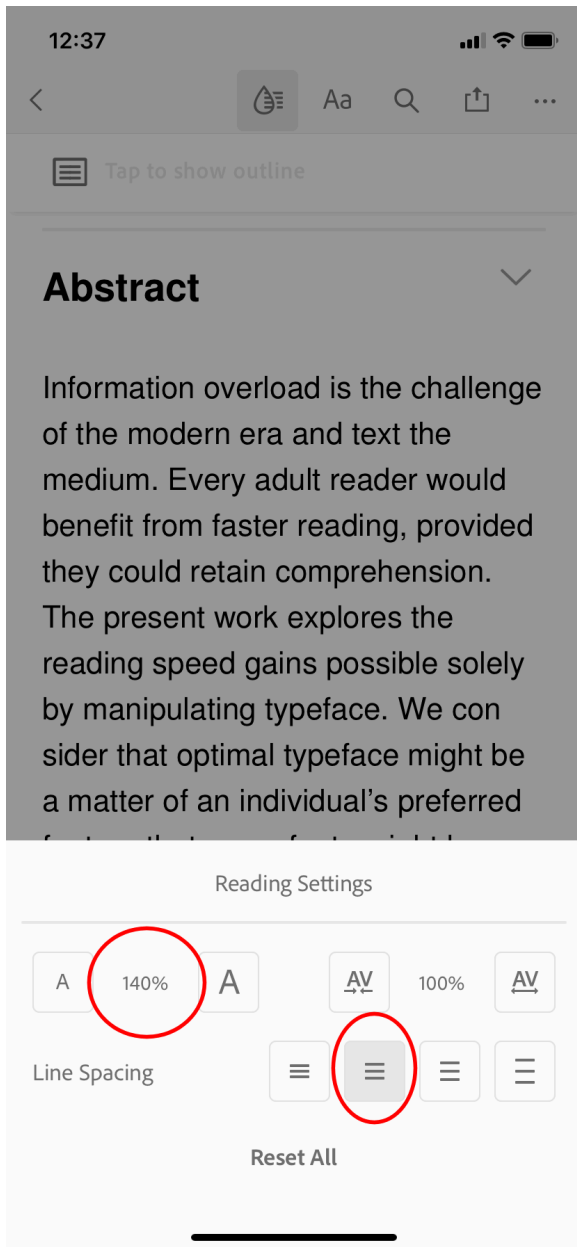 12:37
Aa
Tap to show outline
Abstract
Information overload is the challenge
of the modern era and text the
medium. Every adult reader would
benefit from faster reading, provided
they could retain comprehension.
The present work explores the
reading speed gains possible solely
by manipulating typeface. We con
sider that optimal typeface might be
a matter of an individual’s preferred
Reading Settings
A 140% A AV 100% AV
Line Spacing
Reset All